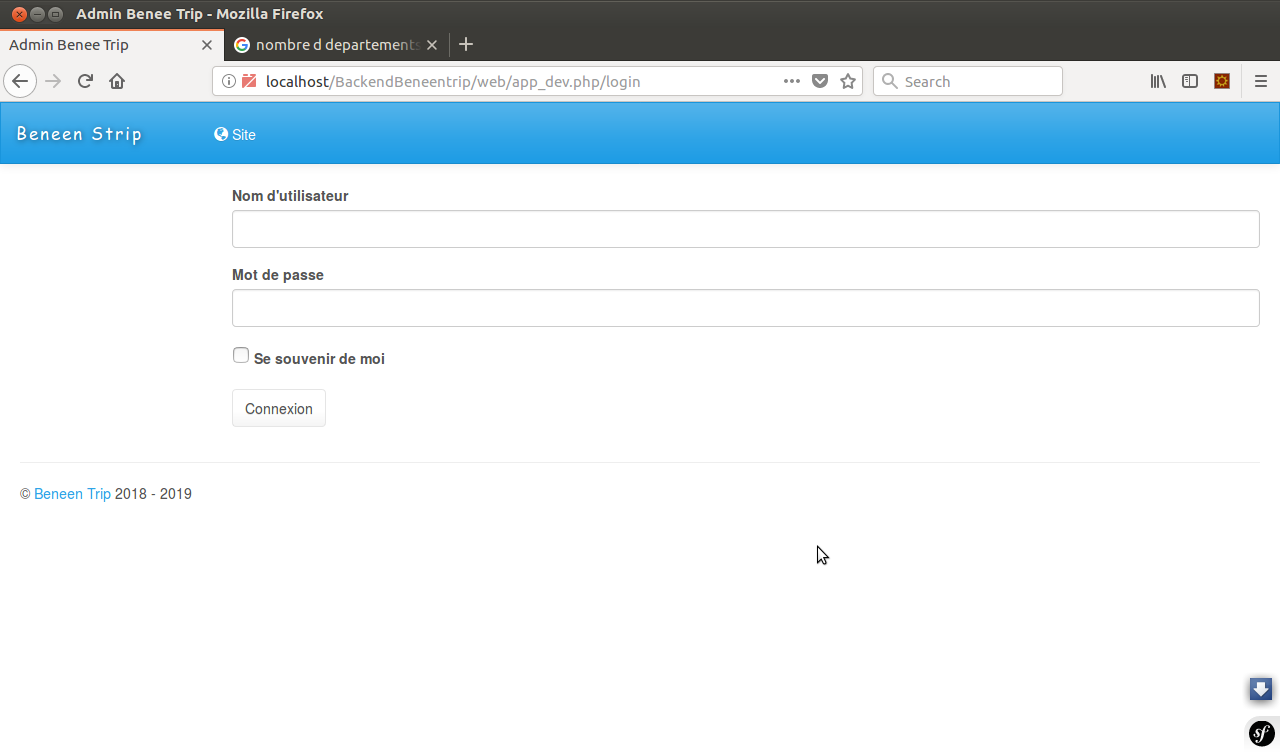 Admin Benee Trip - Mozilla Firefox
Admin Benee Trip
nombre d departements
localhost/BackendBeneentrip/web/app_dev.php/login
Search
Beneen Strip
Site
Nom d'utilisateur
Mot de passe
Se souvenir de moi
Connexion
© Beneen Trip 2018 - 2019
sf